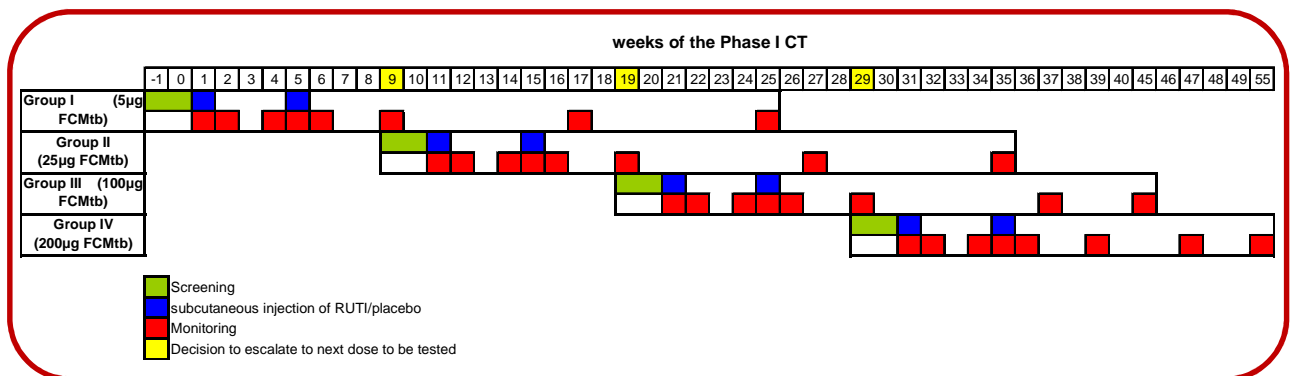 weeks of the Phase I CT
-1 0 1 2 3 4 5 6 7 8 9 10 11 12 13 14 15 16 17 18 19 20 21 22 23 24 25 26 27 28 29 30 31 32 33 34 35 36 37 38 39 40 45 46 47 48 49 55
Group I (5µg
FCMtb)
Group II
(25µg FCMtb)
Group III (100µg
FCMtb)
Group IV
(200µg FCMtb)
Screening
subcutaneous injection of RUTI/placebo
Monitoring
Decision to escalate to next dose to be tested